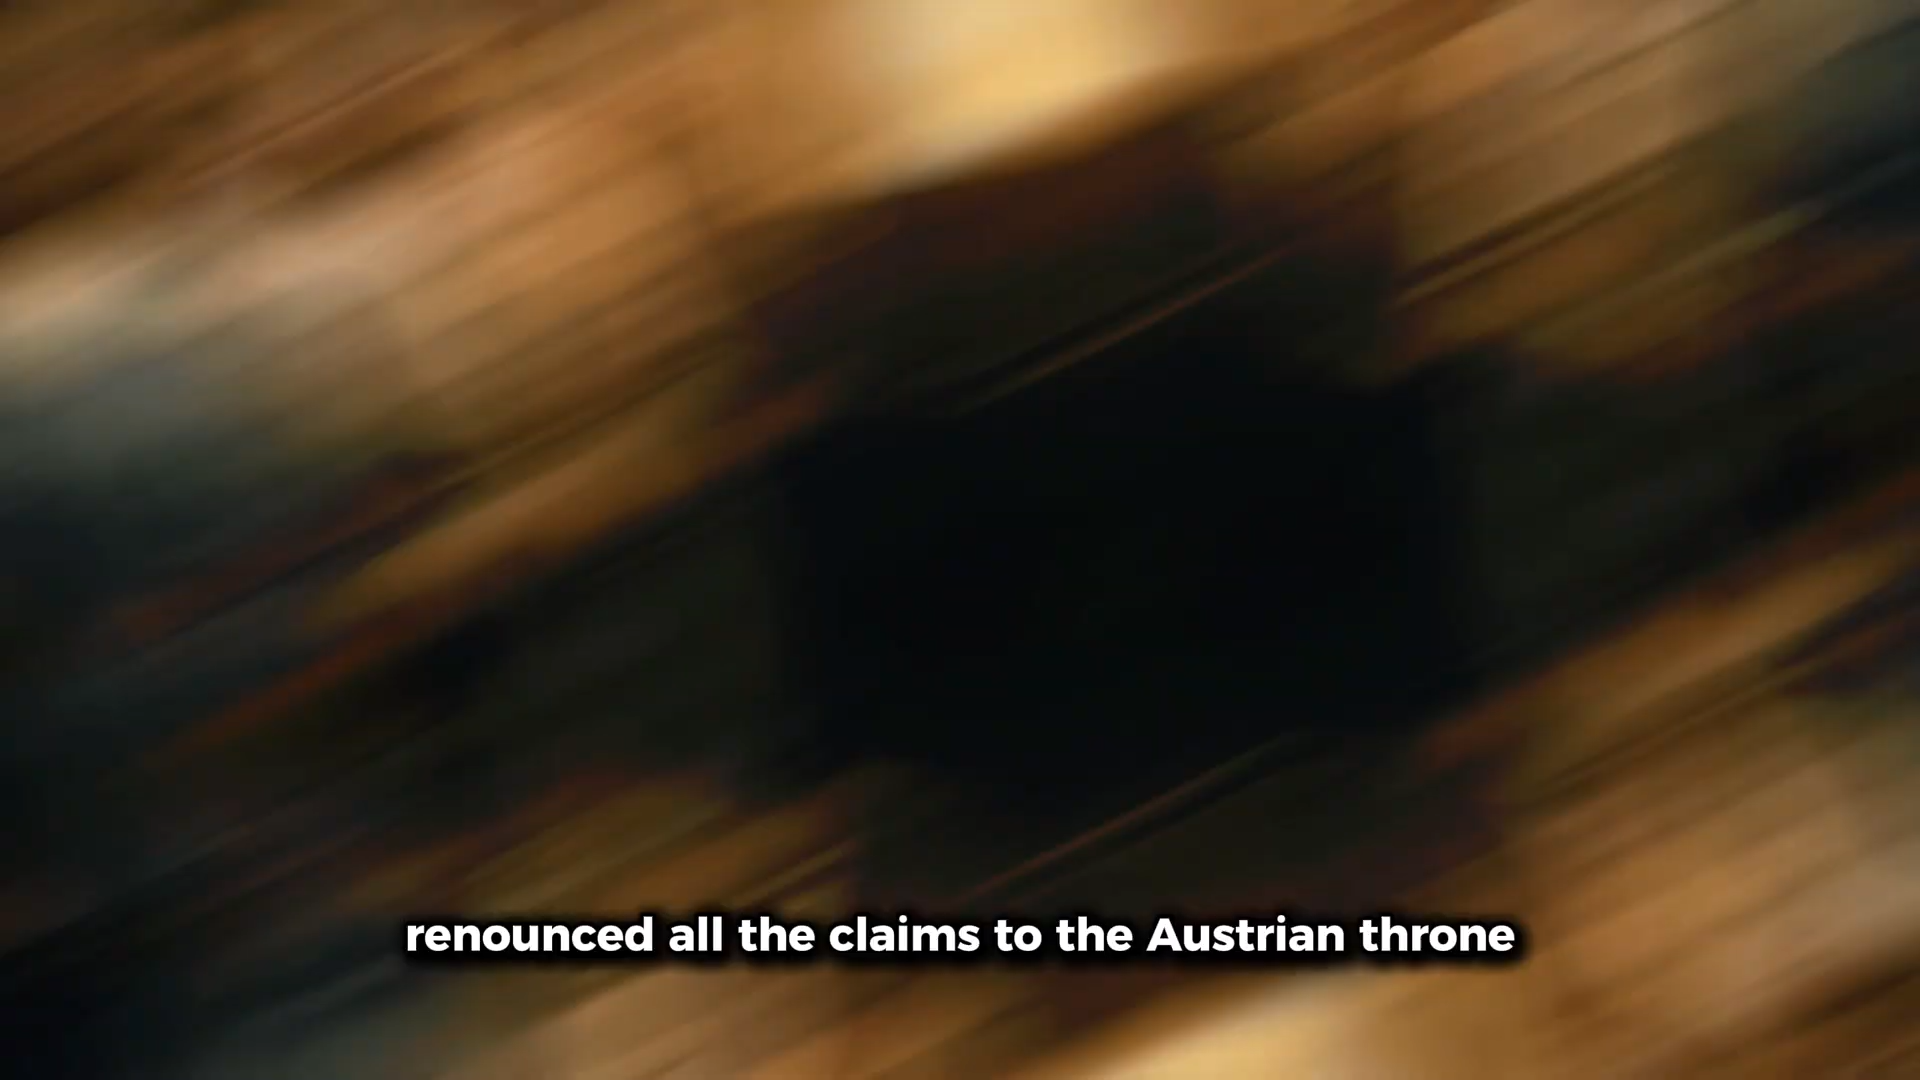 renounced all the claims to the Austrian throne